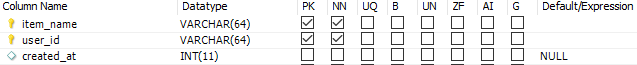 Column Name Datatype PK NN UQ B UN ZF AI G Default/Expression
item_name VARCHAR(64)
user_id VARCHAR(64)
created_at INT(11) NULL